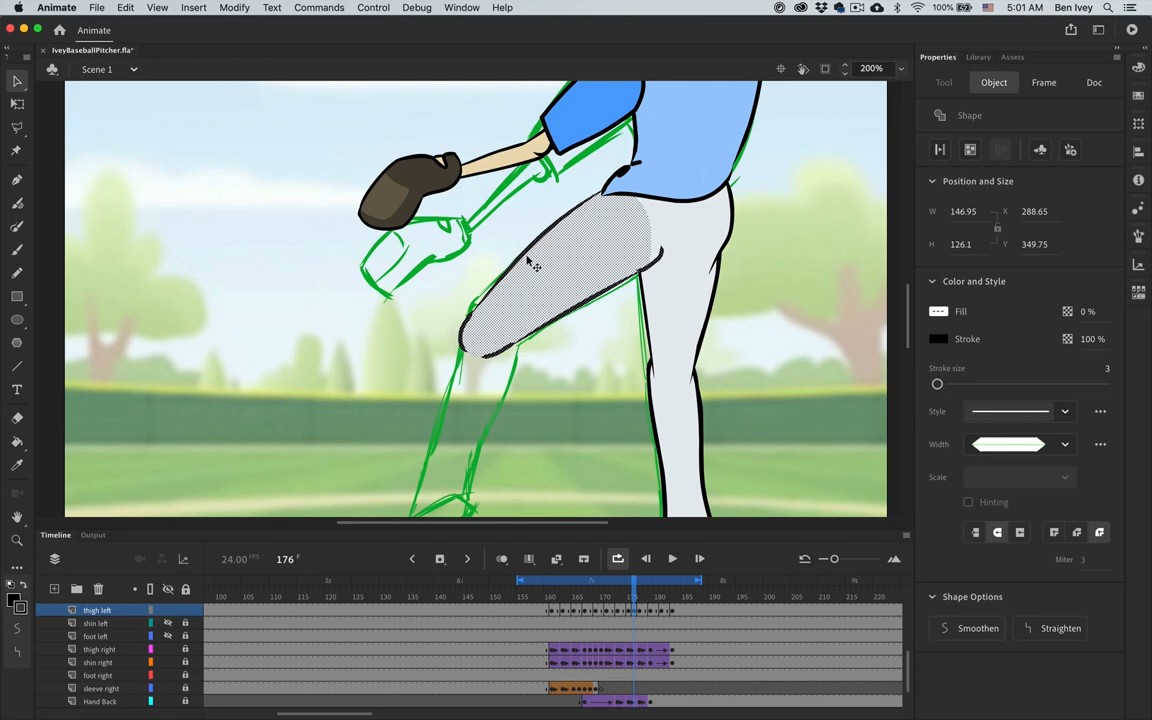 Animate File Edit View Insert Modify Text Commands Control Debug Window Help 100% 5:01 AM Ben Ivey
Animate
× IveyBaseballPitcher.fla*
Scene 1 200%
Properties Library Assets
Tool Object Frame Doc
Shape
Position and Size
W 146.95 X 288.65
H 126.1 Y 349.75
Color and Style
Fill 0 %
Stroke 100 %
Stroke size 3
Style
Width
Scale
Hinting
Miter 3
Shape Options
Smoothen Straighten
Timeline Output
24.00 FPS 176 F
5s 6s 7s 8s 9s
100 105 110 115 120 125 130 135 140 145 150 155 160 165 170 175 180 185 190 195 200 205 210 215 220
thigh left
shin left
foot left
thigh right
shin right
foot right
sleeve right
Hand Back